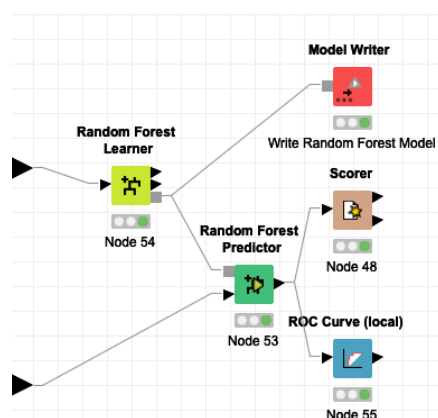 Model Writer
Write Random Forest Model
Random Forest
Learner
Node 54
Scorer
Node 48
Random Forest
Predictor
Node 53
ROC Curve (local)
Node 55